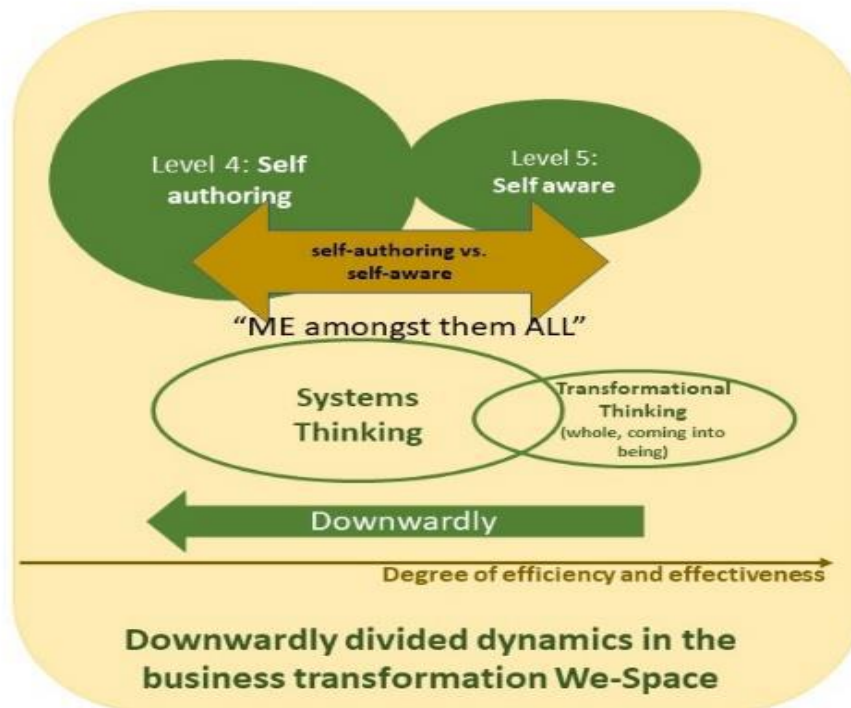 Level 4: Self
authoring
Level 5:
Self aware
self-authoring vs.
self-aware
“ME amongst them ALL”
Systems
Thinking
Transformational
Thinking
(whole, coming into
being)
Downwardly
Degree of efficiency and effectiveness
Downwardly divided dynamics in the
business transformation We-Space